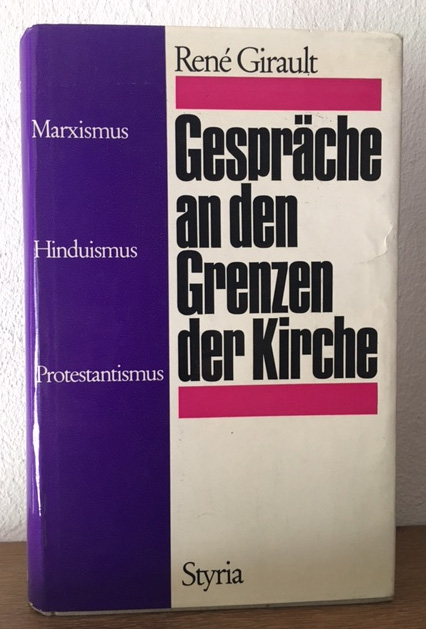 René Girault
Marxismus
Hinduismus
Protestantismus
Gespräche
an den
Grenzen
der Kirche
Styria